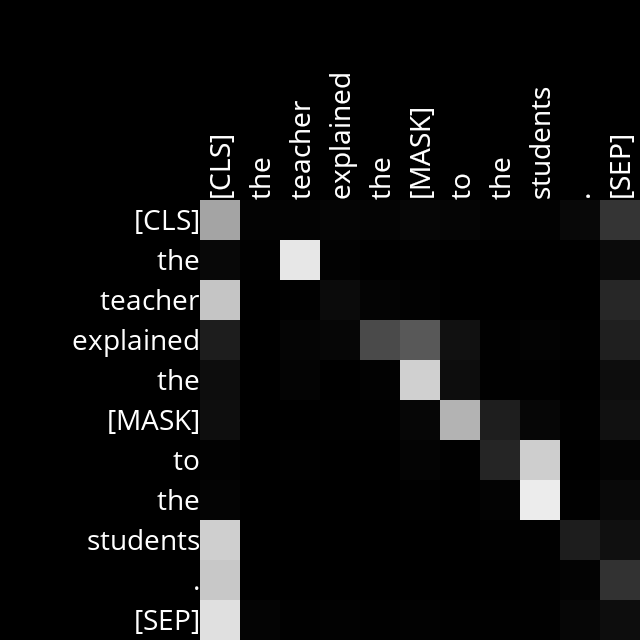 [CLS]
the
teacher
explained
the
[MASK]
to
the
students
.
[SEP]
[CLS]
the
teacher
explained
the
[MASK]
to
the
students
.
[SEP]